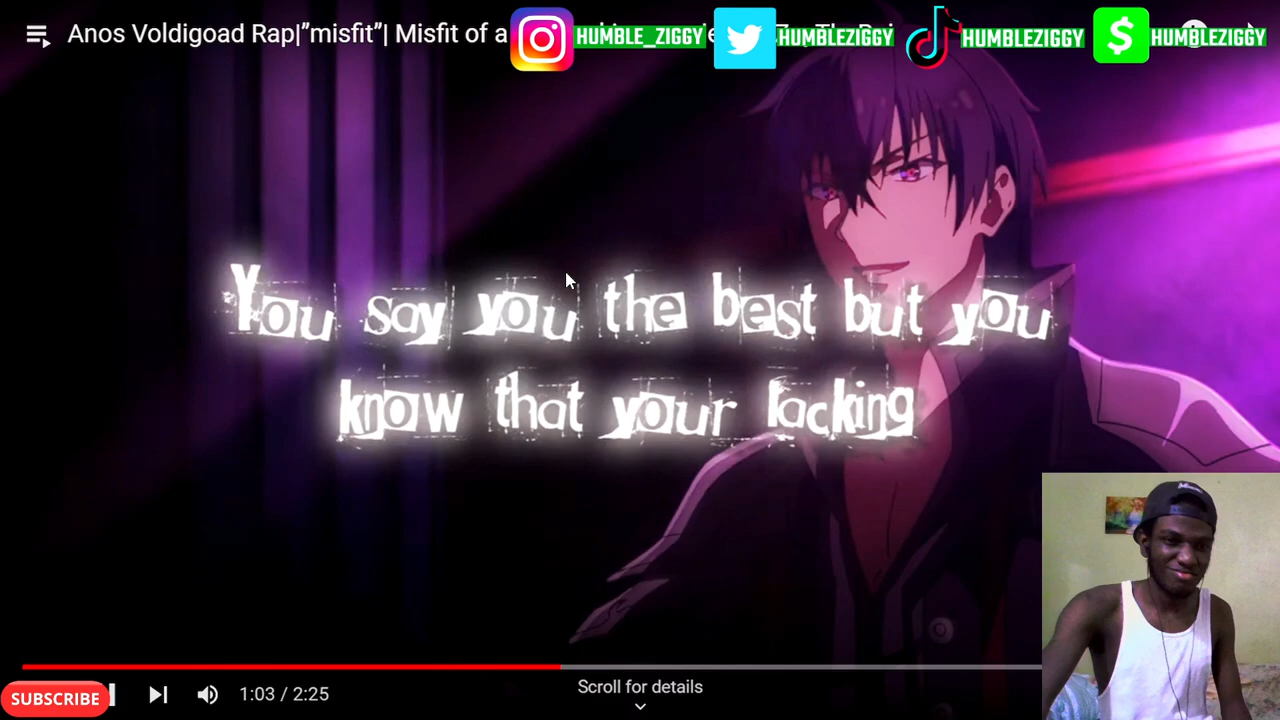 Anos Voldigoad Rap|”misfit”| Misfit of a
HUMBLE_ZIGGY
HUMBLEZIGGY
HUMBLEZIGGY
$
HUMBLEZIGGY
You say you the best but you
know that your lacking
1:03 / 2:25
Scroll for details
SUBSCRIBE